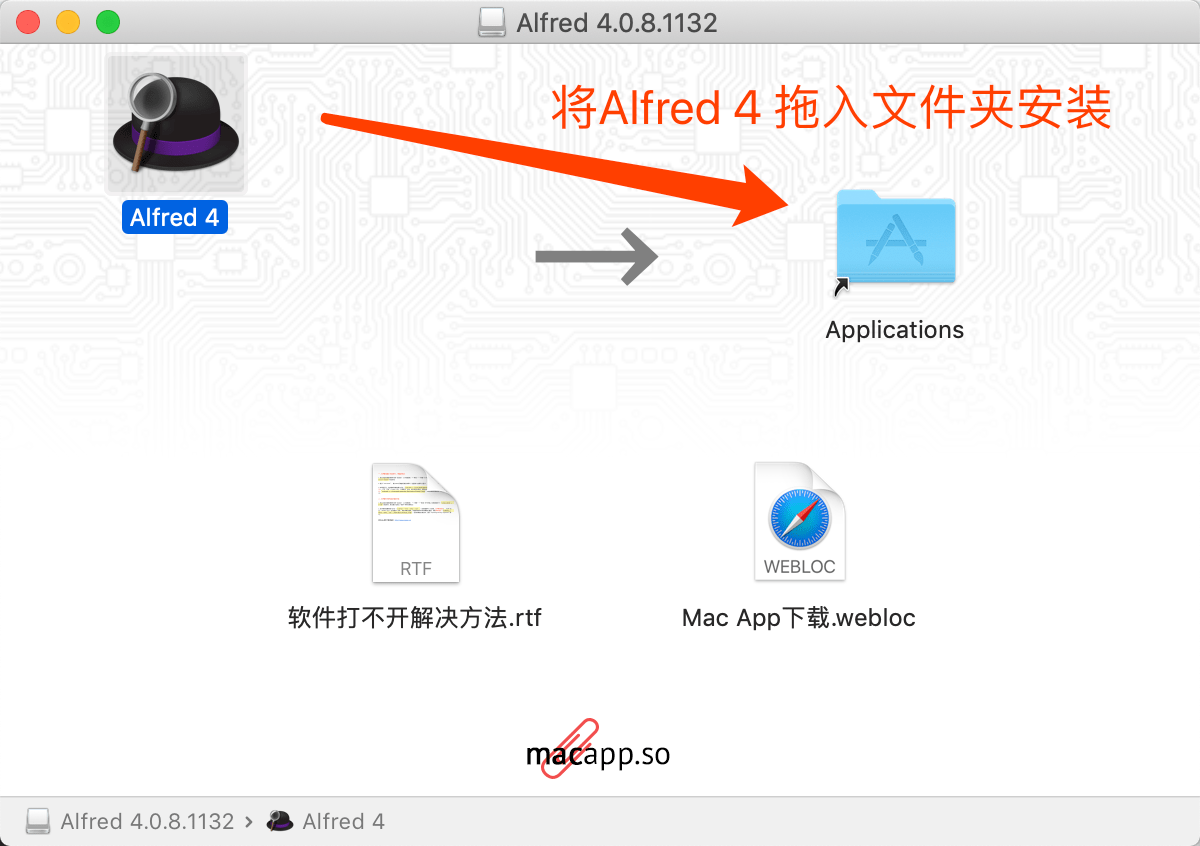 Alfred 4.0.8.1132
将Alfred 4 拖入文件夹安装
Alfred 4
Applications
RTF
WEBLOC
软件打不开解决方法.rtf
Mac App下载.webloc
macapp.so
Alfred 4.0.8.1132 › Alfred 4